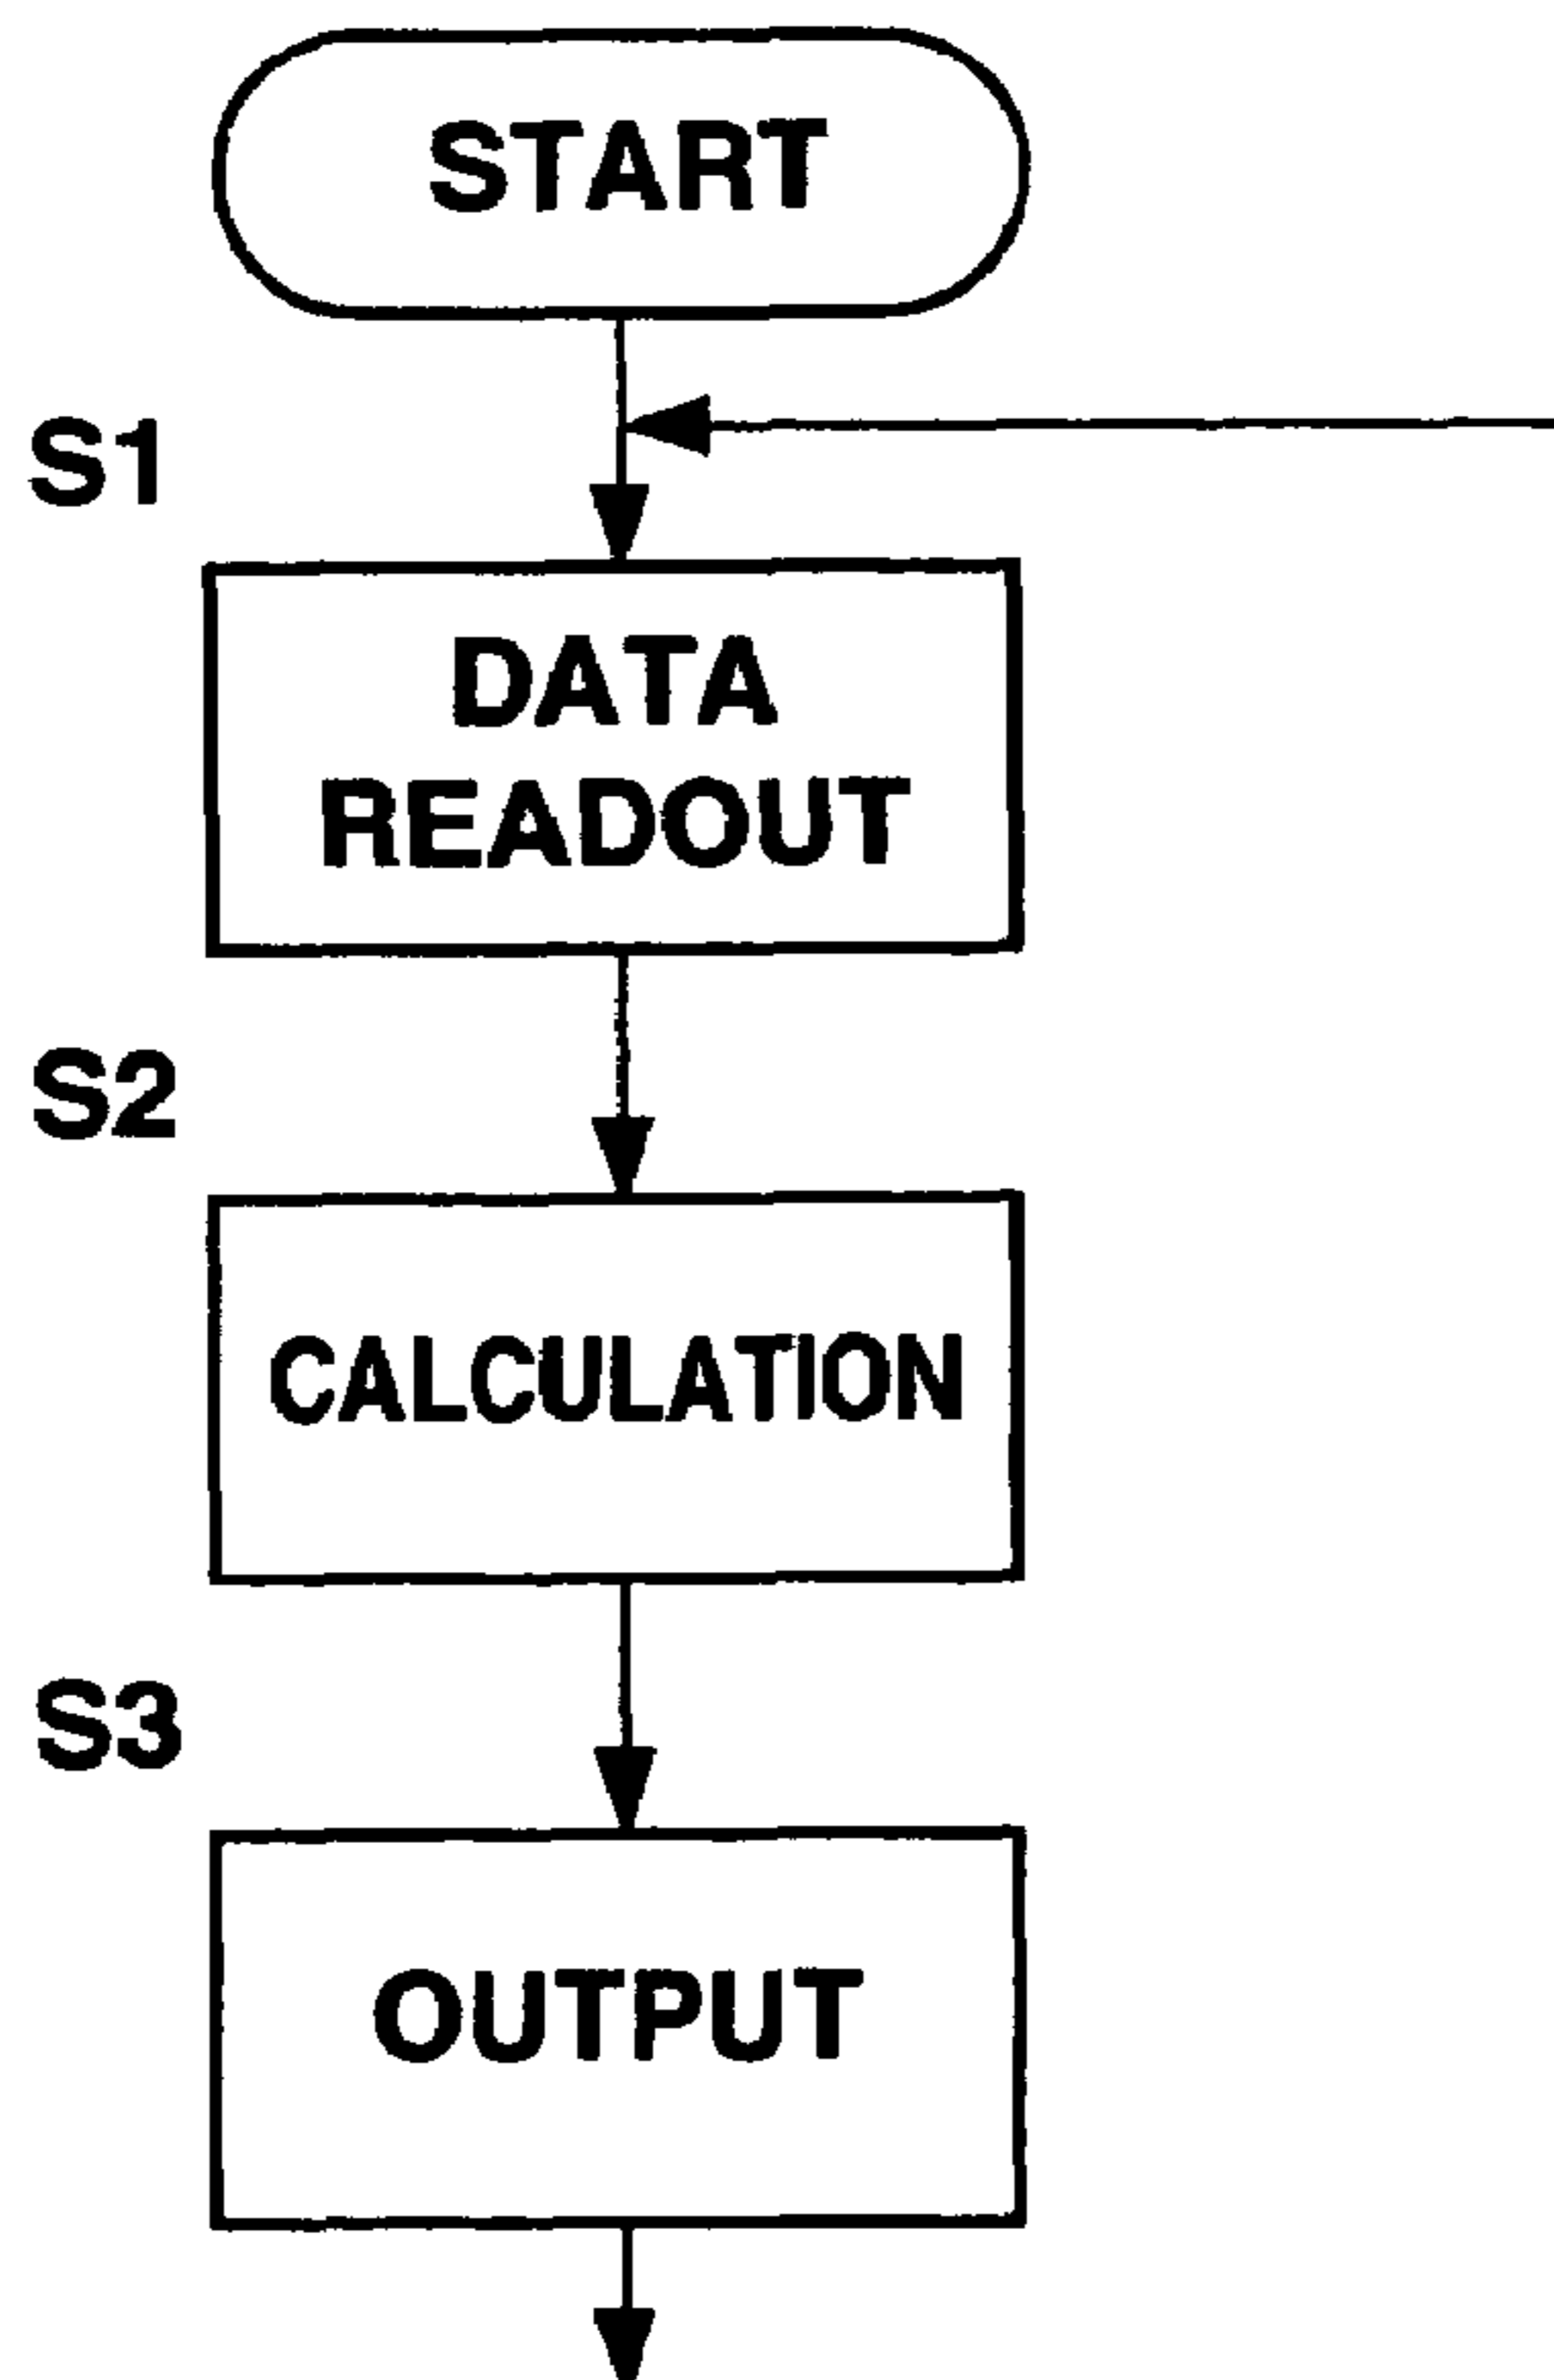 START
S1
DATA
READOUT
S2
CALCULATION
S3
OUTPUT